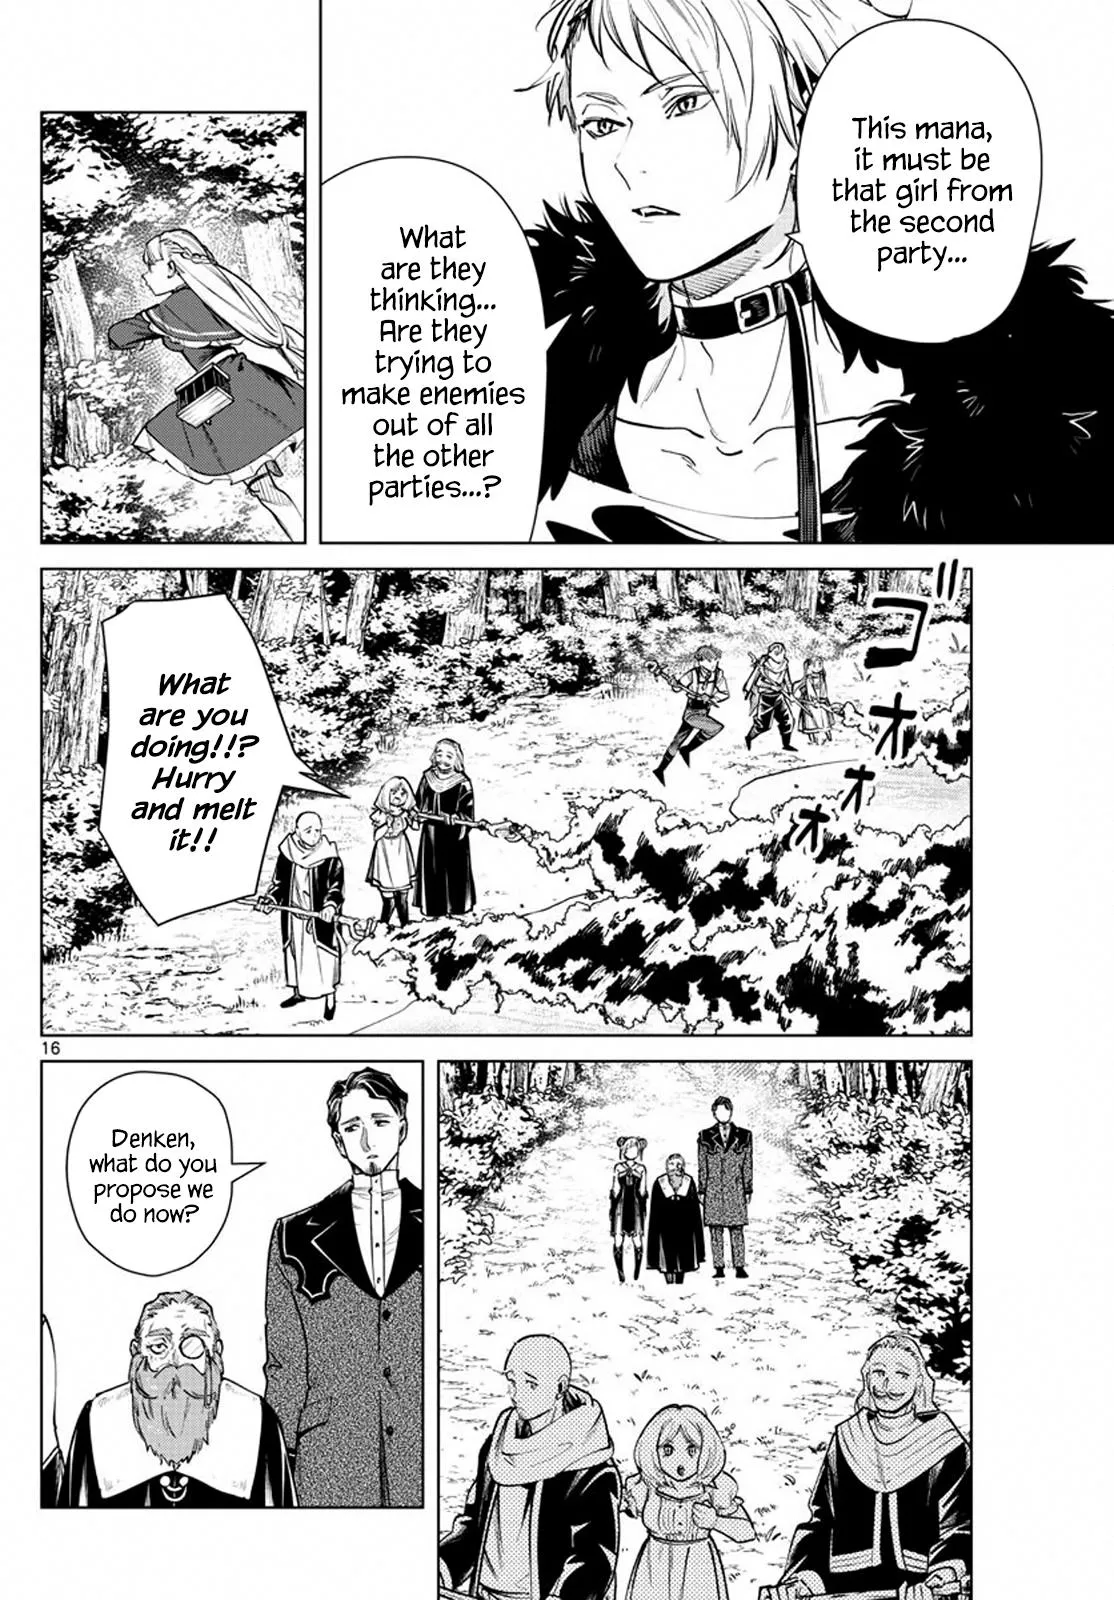 This mana,
it must be
that girl from
the second
party...
What
are they
thinking...
Are they
trying to
make enemies
out of all
the other
parties...?
ゴオオオ
What
are you
doing!!?
Hurry
and melt
it!!
16
Denken,
what do you
propose we
do now?